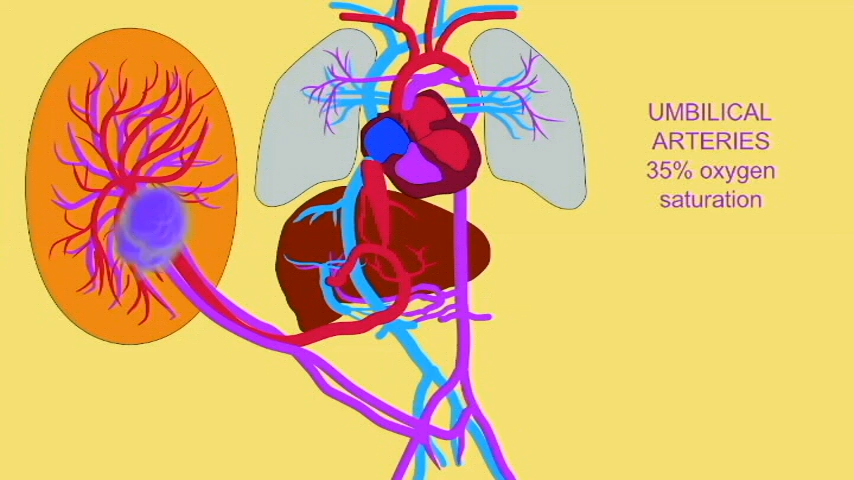 UMBILICAL
ARTERIES
35% oxygen
saturation